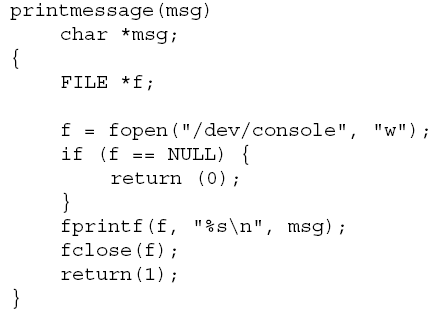 printmessage(msg)
     char *msg;
{
     FILE *f;

     f = fopen("/dev/console", "w");
     if (f == NULL) {
          return (0);
     }
     fprintf(f, "%s\n", msg);
     fclose(f);
     return(1);
}